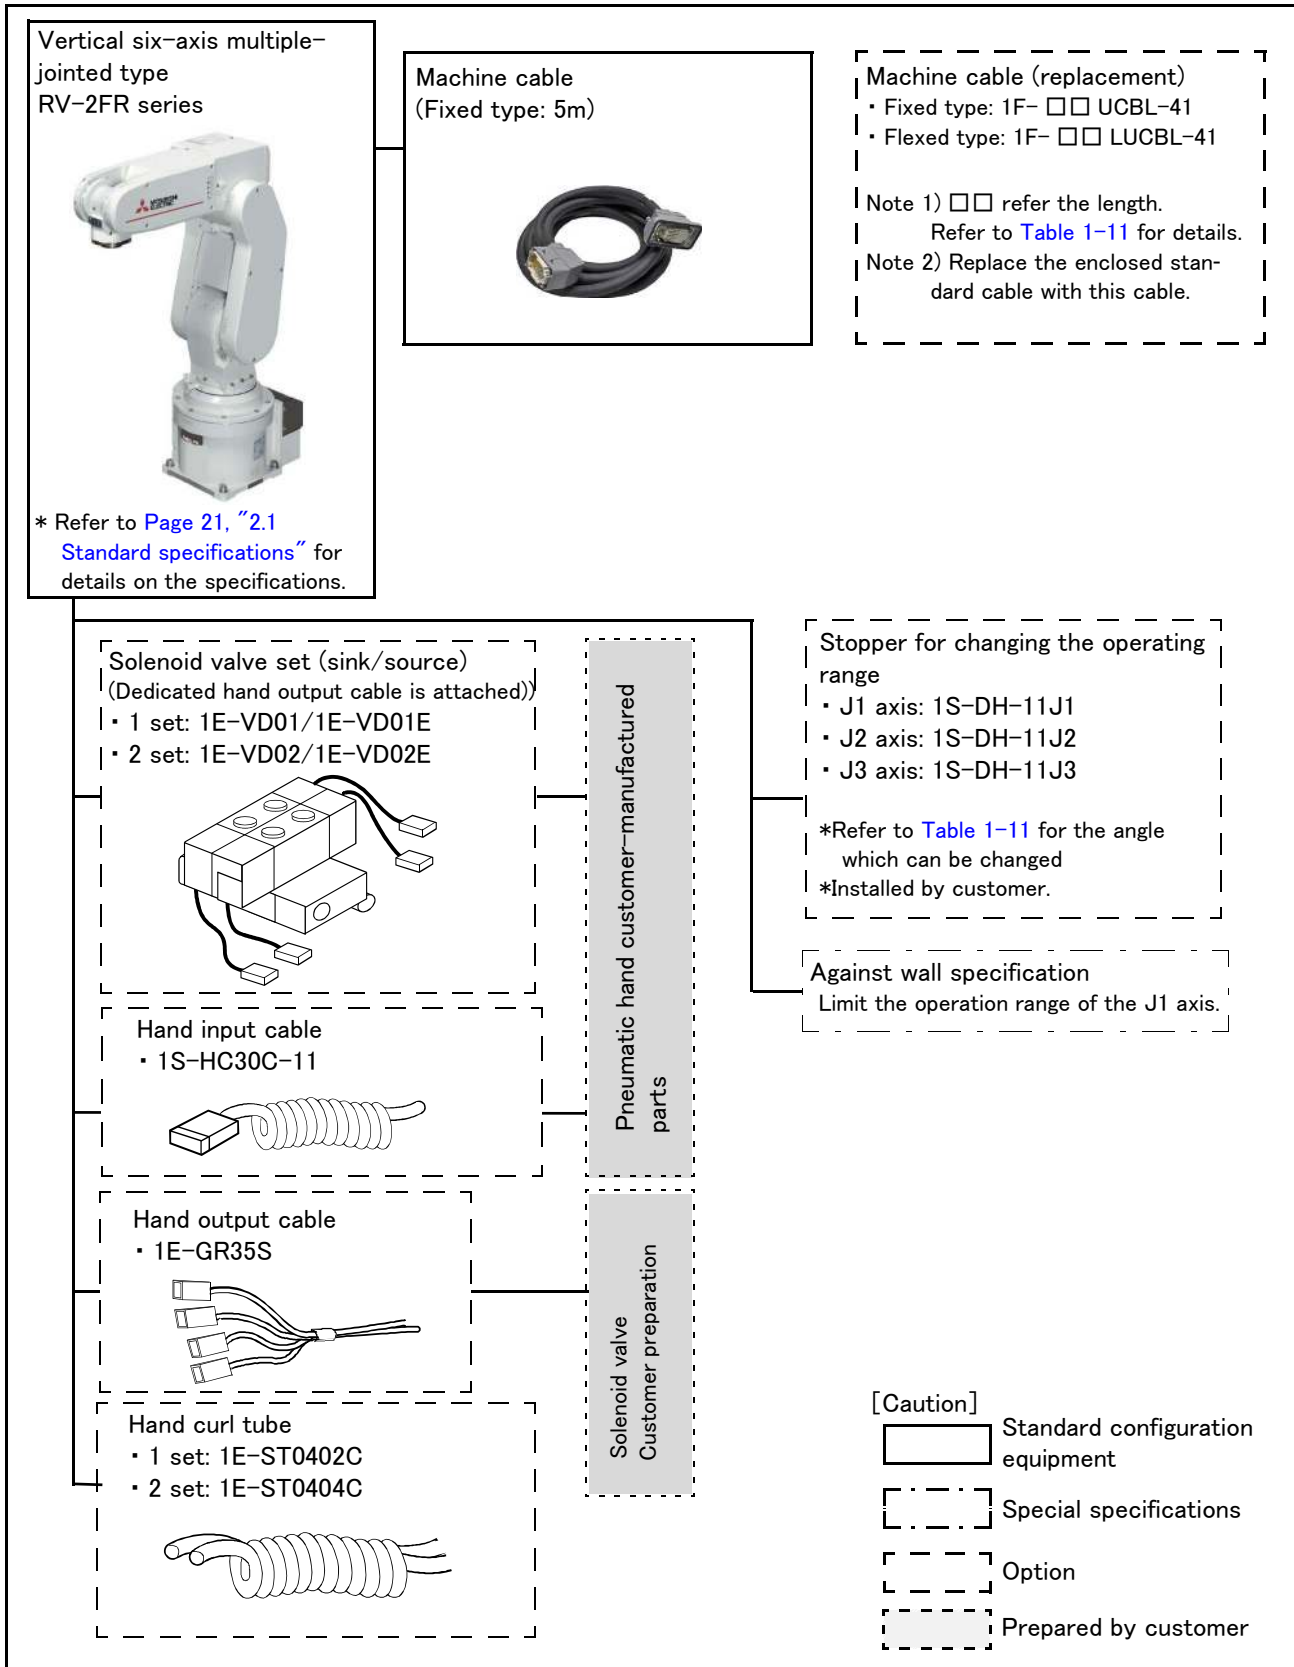 Vertical six-axis multiple-
jointed type
RV-2FR series
MITSUBISHI
ELECTRIC
* Refer to Page 21, "2.1
Standard specifications" for
details on the specifications.
Machine cable
(Fixed type: 5m)
Machine cable (replacement)
・ Fixed type: 1F- □□ UCBL-41
・ Flexed type: 1F- □□ LUCBL-41
Note 1) □□ refer the length.
Refer to Table 1-11 for details.
Note 2) Replace the enclosed stan-
dard cable with this cable.
Solenoid valve set (sink/source)
(Dedicated hand output cable is attached))
・ 1 set: 1E-VD01/1E-VD01E
・ 2 set: 1E-VD02/1E-VD02E
Hand input cable
・ 1S-HC30C-11
Hand output cable
・ 1E-GR35S
Hand curl tube
・ 1 set: 1E-ST0402C
・ 2 set: 1E-ST0404C
Pneumatic hand customer-manufactured
parts
Solenoid valve
Customer preparation
Stopper for changing the operating
range
・ J1 axis: 1S-DH-11J1
・ J2 axis: 1S-DH-11J2
・ J3 axis: 1S-DH-11J3
*Refer to Table 1-11 for the angle
which can be changed
*Installed by customer.
Against wall specification
Limit the operation range of the J1 axis.
[Caution]
Standard configuration
equipment
Special specifications
Option
Prepared by customer